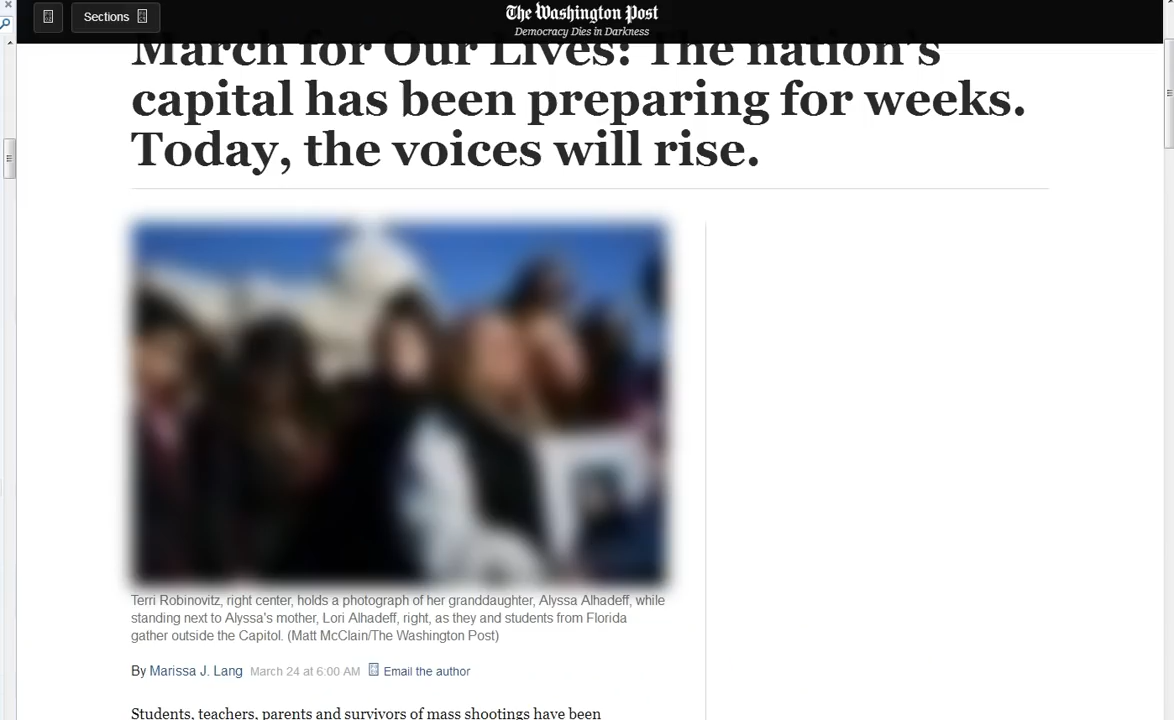 Sections
The Washington Post
Democracy Dies in Darkness
March for Our Lives: The nation's
capital has been preparing for weeks.
Today, the voices will rise.
Terri Robinovitz, right center, holds a photograph of her granddaughter, Alyssa Alhadeff, while
standing next to Alyssa's mother, Lori Alhadeff, right, as they and students from Florida
gather outside the Capitol. (Matt McClain/The Washington Post)
By Marissa J. Lang March 24 at 6:00 AM Email the author
Students, teachers, parents and survivors of mass shootings have been